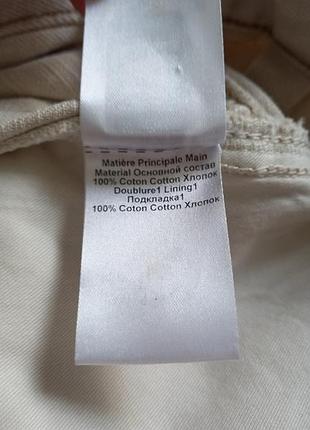 Matière Principale Main
Material Основной состав
100% Coton Cotton Хлопок
Doublure1 Lining1
Подкладка1
100% Coton Cotton Хлопок